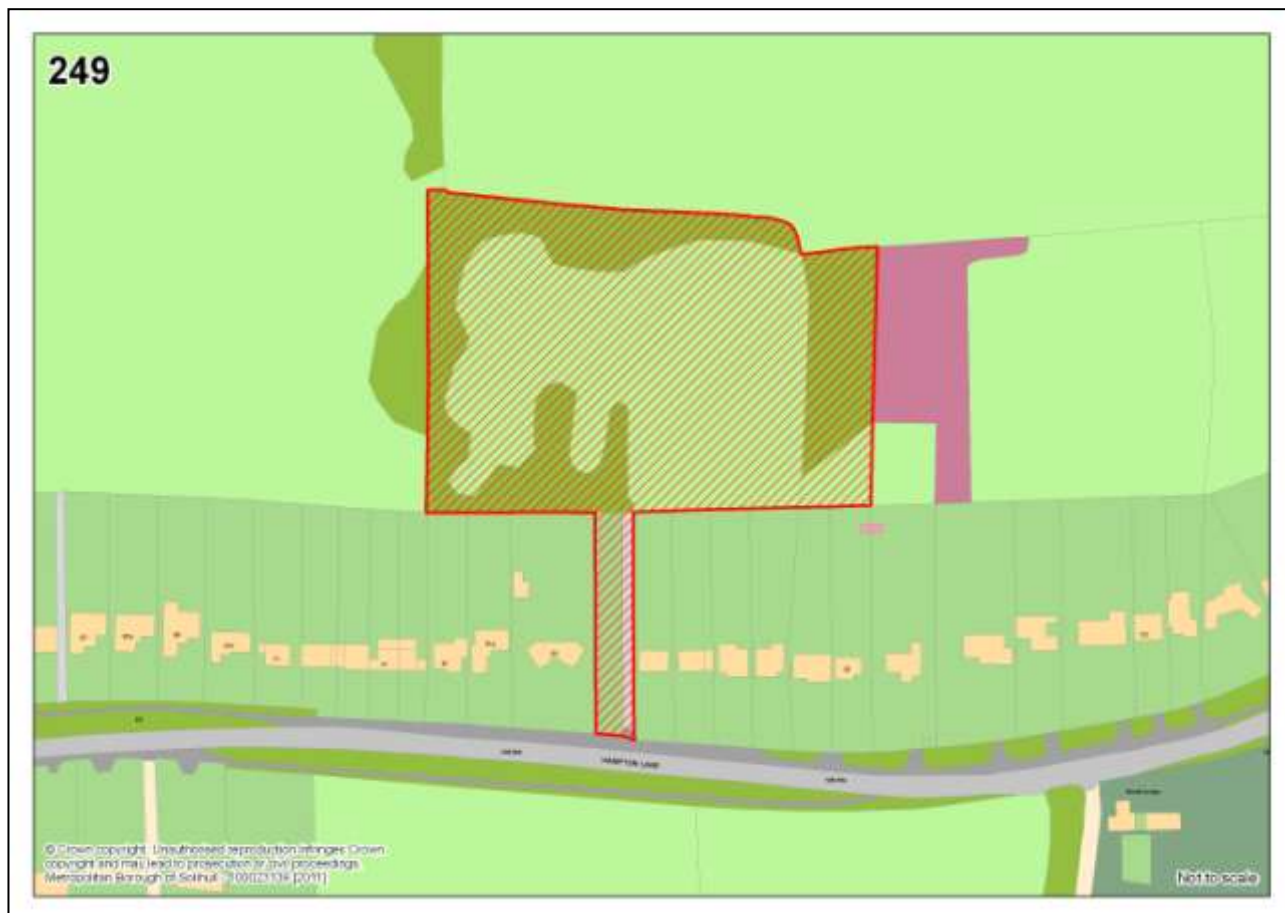 249
HAMPTON LANE
© Crown copyright. Unauthorised reproduction infringes Crown
copyright and may lead to prosecution or civil proceedings.
Metropolitan Borough of Solihull - 100023139 [2011]
Not to scale